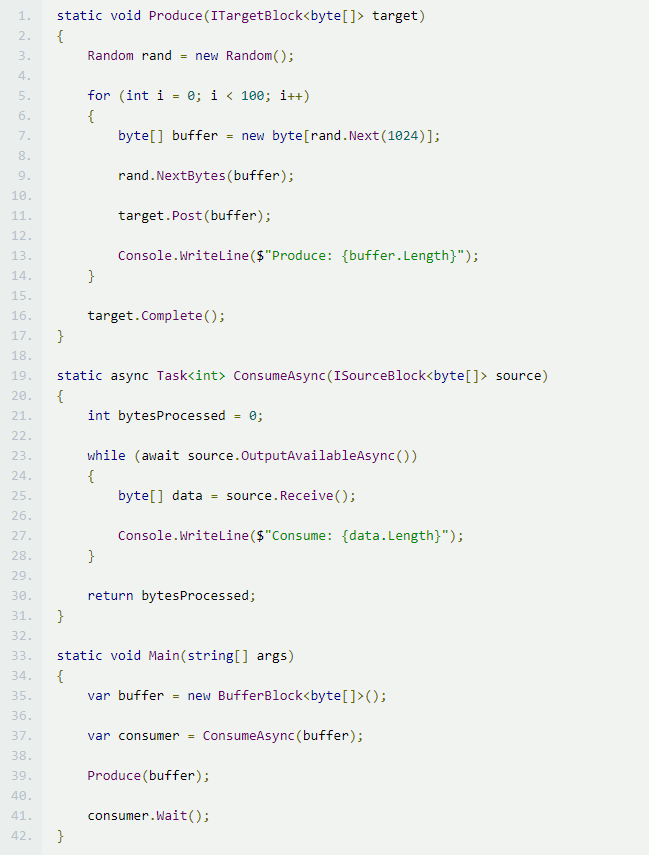 1. static void Produce(ITargetBlock<byte[]> target)
2. {
3.     Random rand = new Random();
4.
5.     for (int i = 0; i < 100; i++)
6.     {
7.         byte[] buffer = new byte[rand.Next(1024)];
8.
9.         rand.NextBytes(buffer);
10.
11.         target.Post(buffer);
12.
13.         Console.WriteLine($"Produce: {buffer.Length}");
14.     }
15.
16.     target.Complete();
17. }
18.
19. static async Task<int> ConsumeAsync(ISourceBlock<byte[]> source)
20. {
21.     int bytesProcessed = 0;
22.
23.     while (await source.OutputAvailableAsync())
24.     {
25.         byte[] data = source.Receive();
26.
27.         Console.WriteLine($"Consume: {data.Length}");
28.     }
29.
30.     return bytesProcessed;
31. }
32.
33. static void Main(string[] args)
34. {
35.     var buffer = new BufferBlock<byte[]>();
36.
37.     var consumer = ConsumeAsync(buffer);
38.
39.     Produce(buffer);
40.
41.     consumer.Wait();
42. }